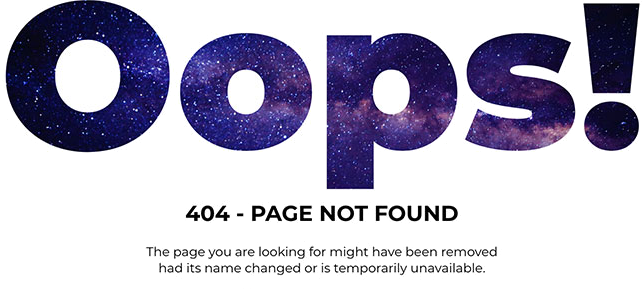 Oops!
404 - PAGE NOT FOUND
The page you are looking for might have been removed
had its name changed or is temporarily unavailable.